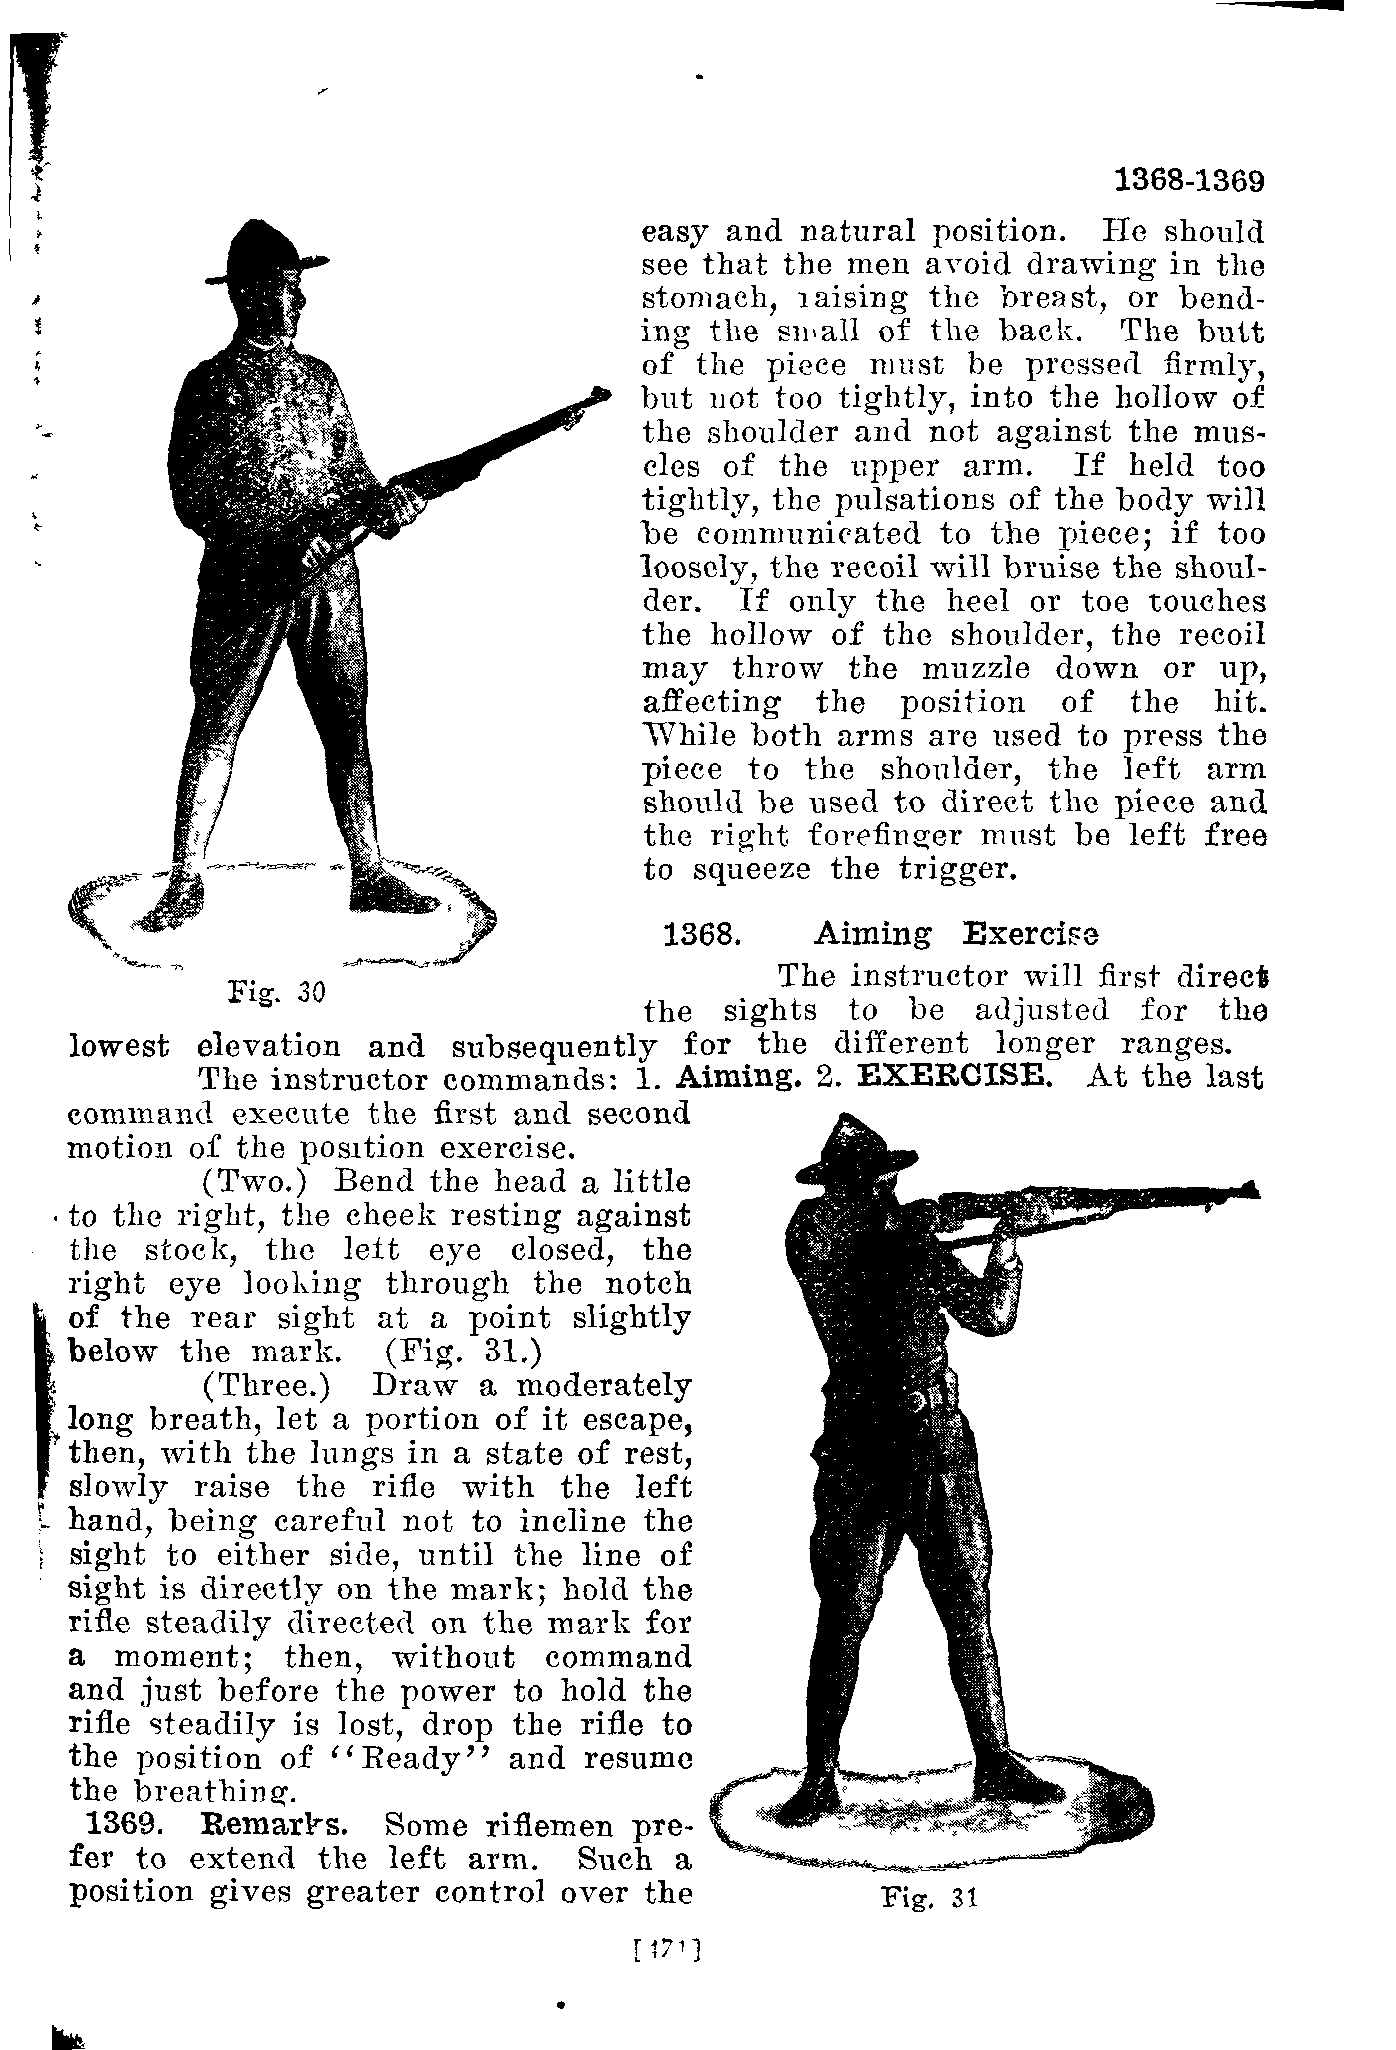 1368-1369
easy and natural position. He should
see that the men avoid drawing in the
stomach, raising the breast, or bend-
ing the small of the back. The butt
of the piece must be pressed firmly,
but not too tightly, into the hollow of
the shoulder and not against the mus-
cles of the upper arm. If held too
tightly, the pulsations of the body will
be communicated to the piece; if too
loosely, the recoil will bruise the shoul-
der. If only the heel or toe touches
the hollow of the shoulder, the recoil
may throw the muzzle down or up,
affecting the position of the hit.
While both arms are used to press the
piece to the shoulder, the left arm
should be used to direct the piece and
the right forefinger must be left free
to squeeze the trigger.
Fig. 30
1368. Aiming Exercise
The instructor will first direct
the sights to be adjusted for the
lowest elevation and subsequently for the different longer ranges.
The instructor commands: 1. Aiming. 2. EXERCISE. At the last
command execute the first and second
motion of the position exercise.
(Two.) Bend the head a little
to the right, the cheek resting against
the stock, the left eye closed, the
right eye looking through the notch
of the rear sight at a point slightly
below the mark. (Fig. 31.)
(Three.) Draw a moderately
long breath, let a portion of it escape,
then, with the lungs in a state of rest,
slowly raise the rifle with the left
hand, being careful not to incline the
sight to either side, until the line of
sight is directly on the mark; hold the
rifle steadily directed on the mark for
a moment; then, without command
and just before the power to hold the
rifle steadily is lost, drop the rifle to
the position of "Ready" and resume
the breathing.
1369. Remarks. Some riflemen pre-
fer to extend the left arm. Such a
position gives greater control over the
Fig. 31
[471]